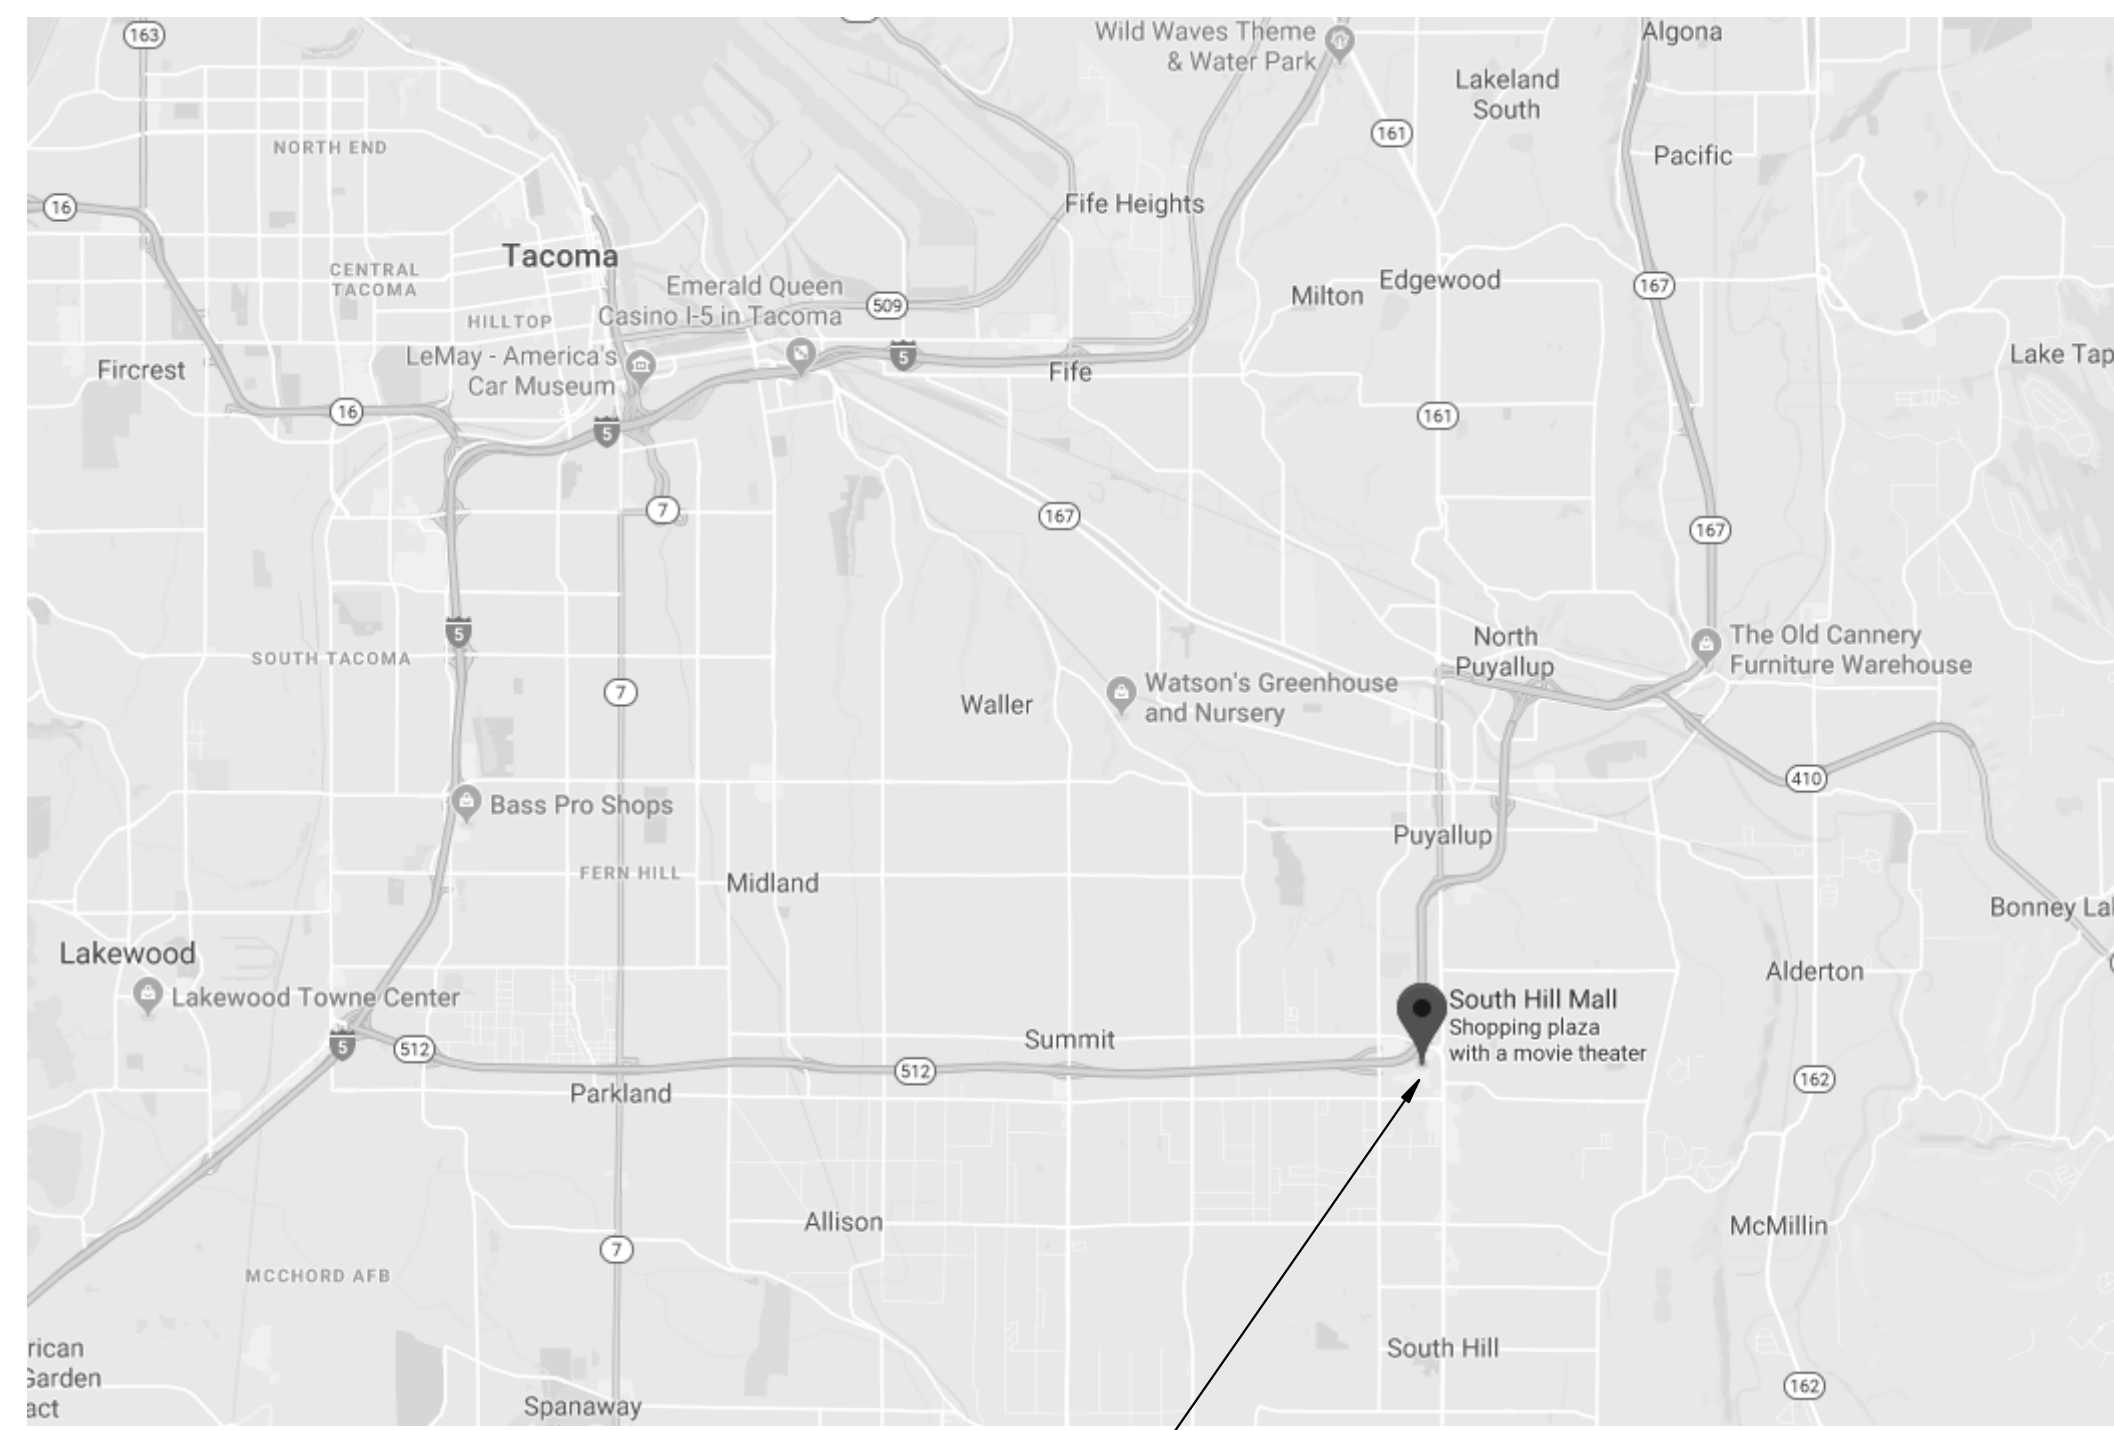 163
Wild Waves Theme
& Water Park
Algona
Lakeland
South
161
NORTH END
Pacific
16
Fife Heights
Tacoma
CENTRAL
TACOMA
Emerald Queen
Casino I-5 in Tacoma
509
Milton
Edgewood
167
HILLTOP
LeMay - America's
Car Museum
5
Fircrest
Fife
Lake Tap
16
5
161
7
167
167
5
SOUTH TACOMA
North
Puyallup
The Old Cannery
Furniture Warehouse
7
Waller
Watson's Greenhouse
and Nursery
410
Bass Pro Shops
Puyallup
FERN HILL
Midland
Bonney Lak
Lakewood
Lakewood Towne Center
Alderton
South Hill Mall
Shopping plaza
with a movie theater
5
512
Summit
512
Parkland
162
Allison
McMillin
7
MCCHORD AFB
rican
Garden
act
South Hill
162
Spanaway